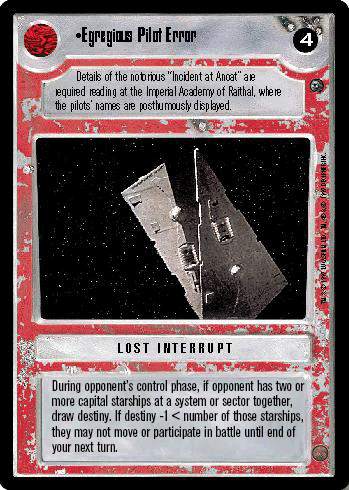 •Egregious Pilot Error
4
Details of the notorious "Incident at Anoat" are
required reading at the Imperial Academy of Raithal, where
the pilots' names are posthumously displayed.
LOST INTERRUPT
During opponent's control phase, if opponent has two or
more capital starships at a system or sector together,
draw destiny. If destiny -1 < number of those starships,
they may not move or participate in battle until end of
your next turn.